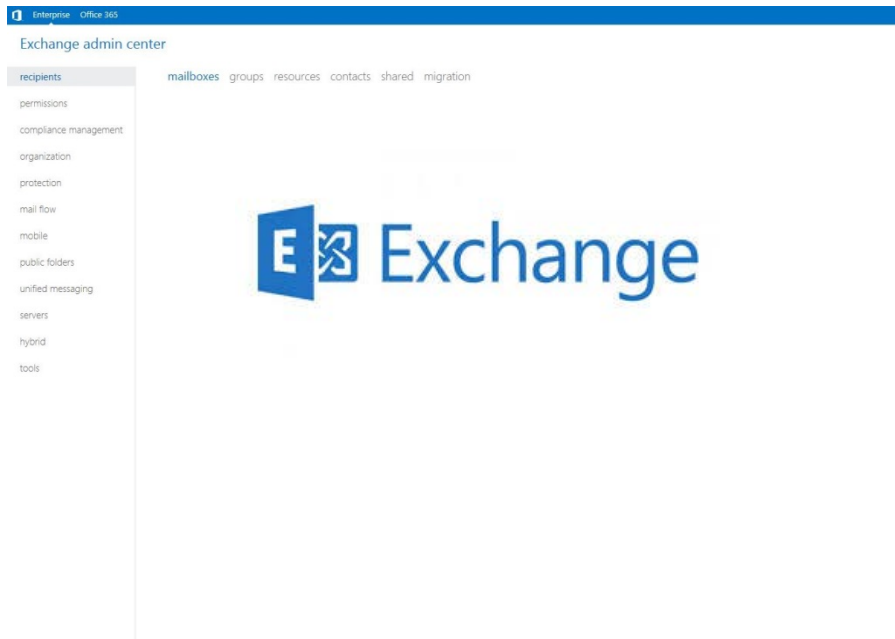 Enterprise Office 365
Exchange admin center
recipients
mailboxes groups resources contacts shared migration
permissions
compliance management
organization
protection
mail flow
mobile
public folders
unified messaging
servers
hybrid
tools
E Exchange